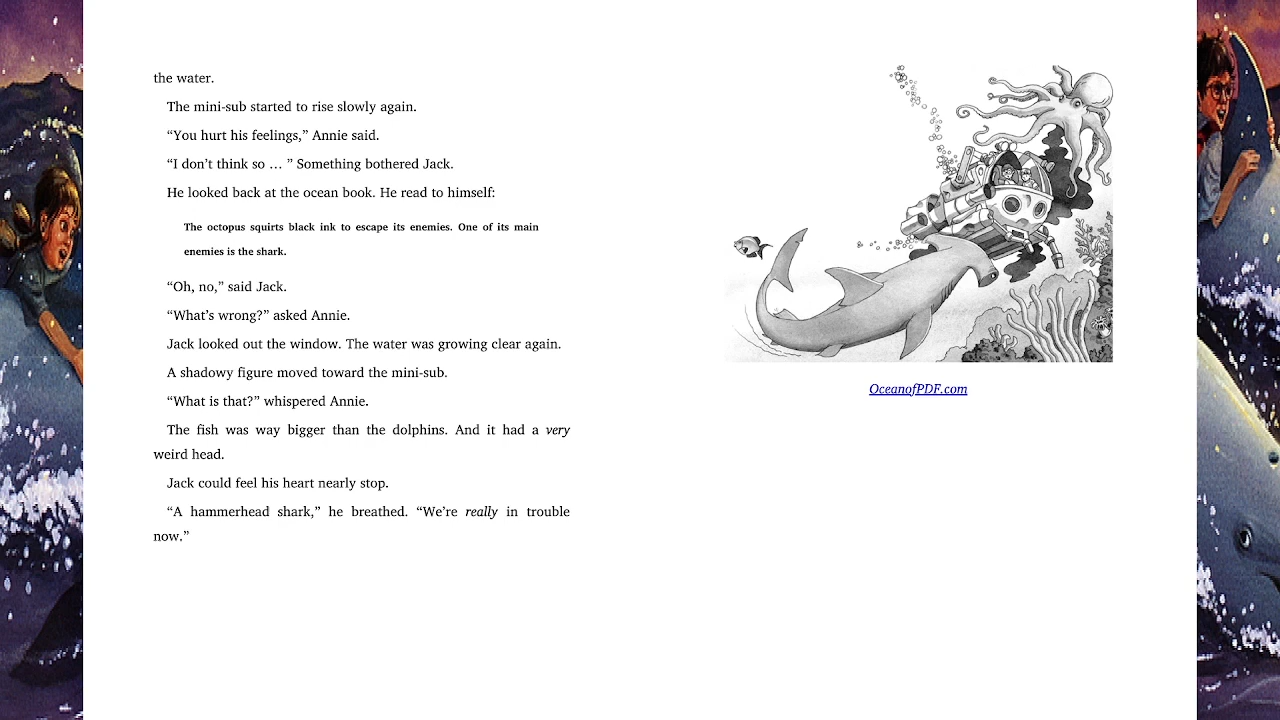 the water.
The mini-sub started to rise slowly again.
“You hurt his feelings,” Annie said.
“I don’t think so … ” Something bothered Jack.
He looked back at the ocean book. He read to himself:
The octopus squirts black ink to escape its enemies. One of its main
enemies is the shark.
“Oh, no,” said Jack.
“What’s wrong?” asked Annie.
Jack looked out the window. The water was growing clear again.
A shadowy figure moved toward the mini-sub.
“What is that?” whispered Annie.
The fish was way bigger than the dolphins. And it had a very
weird head.
Jack could feel his heart nearly stop.
“A hammerhead shark,” he breathed. “We’re really in trouble
now.”
OceanofPDF.com